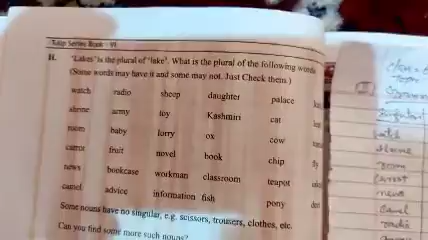 Tulip Series Book - VI
H. 'Lakes' is the plural of 'lake'. What is the plural of the following words
(Some words may have it and some may not. Just Check them.)
watch radio sheep daughter palace
shrine army toy Kashmiri cat
room baby lorry ox cow
carrot fruit novel book chip fly
news bookcase workman classroom teapot
camel advice information fish pony
Some nouns have no singular, e.g. scissors, trousers, clothes, etc.
Can you find some more such nouns?
Shrine
Room
Carrot
news
Camel
radio